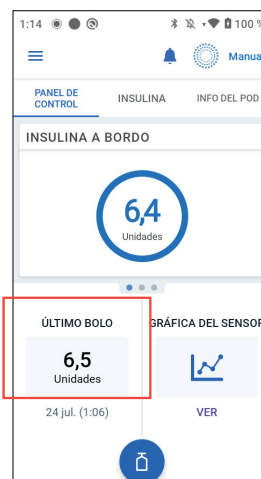 1:14 100 %
Manua
PANEL DE
CONTROL
INSULINA
INFO DEL POD
INSULINA A BORDO
6,4
Unidades
ÚLTIMO BOLO
GRÁFICA DEL SENSOR
6,5
Unidades
24 jul. (1:06)
VER